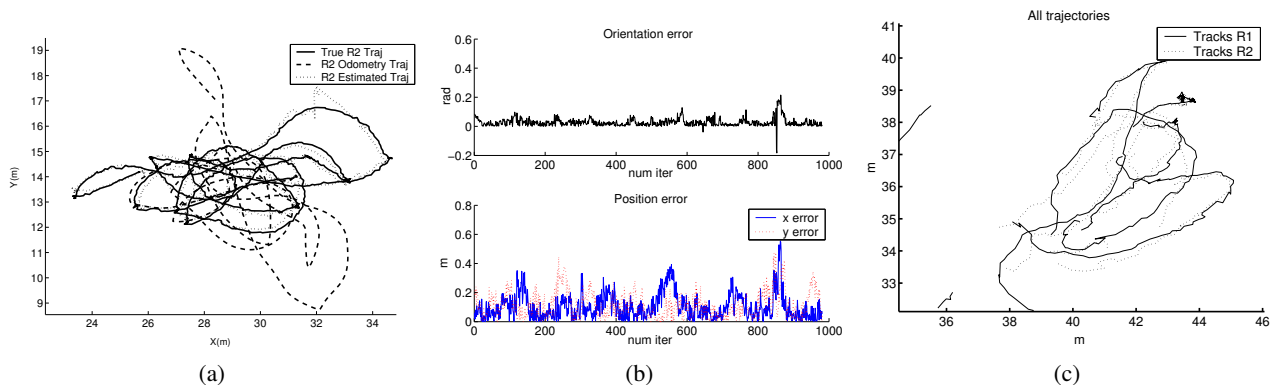 True R2 Traj
R2 Odometry Traj
R2 Estimated Traj
19
18
17
16
15
14
13
12
11
10
9
Y(m)
24
26
28
30
32
34
X(m)
(a)
Orientation error
0.6
0.4
0.2
0
−0.2
rad
0
200
400
600
800
1000
num iter
Position error
x error
y error
0.8
0.6
0.4
0.2
0
m
0
200
400
600
800
1000
num iter
(b)
All trajectories
Tracks R1
Tracks R2
41
40
39
38
37
36
35
34
33
m
36
38
40
42
44
46
m
(c)